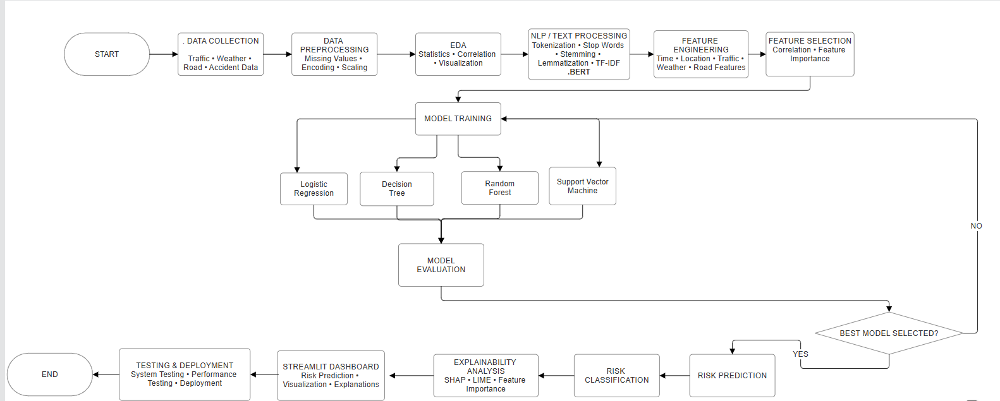 START
. DATA COLLECTION
Traffic • Weather •
Road • Accident Data
DATA
PREPROCESSING
Missing Values •
Encoding • Scaling
EDA
Statistics • Correlation
• Visualization
NLP / TEXT PROCESSING
Tokenization • Stop Words
• Stemming •
Lemmatization • TF-IDF
.BERT
FEATURE
ENGINEERING
Time • Location • Traffic •
Weather • Road Features
FEATURE SELECTION
Correlation • Feature
Importance
MODEL TRAINING
Logistic
Regression
Decision
Tree
Random
Forest
Support Vector
Machine
MODEL
EVALUATION
NO
BEST MODEL SELECTED?
YES
RISK PREDICTION
RISK
CLASSIFICATION
EXPLAINABILITY
ANALYSIS
SHAP • LIME • Feature
Importance
STREAMLIT DASHBOARD
Risk Prediction •
Visualization • Explanations
TESTING & DEPLOYMENT
System Testing • Performance
Testing • Deployment
END